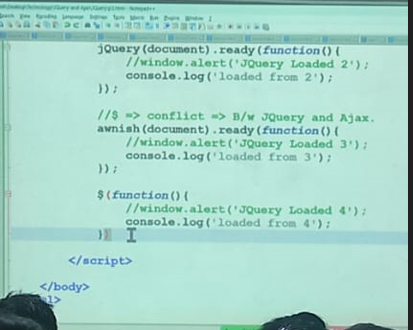 jQuery(document).ready(function(){
//window.alert('JQuery Loaded 2');
console.log('loaded from 2');
});
//$ => conflict => B/w JQuery and Ajax.
awnish(document).ready(function(){
//window.alert('JQuery Loaded 3');
console.log('loaded from 3');
});
$(function(){
//window.alert('JQuery Loaded 4');
console.log('loaded from 4');
}
</script>
</body>